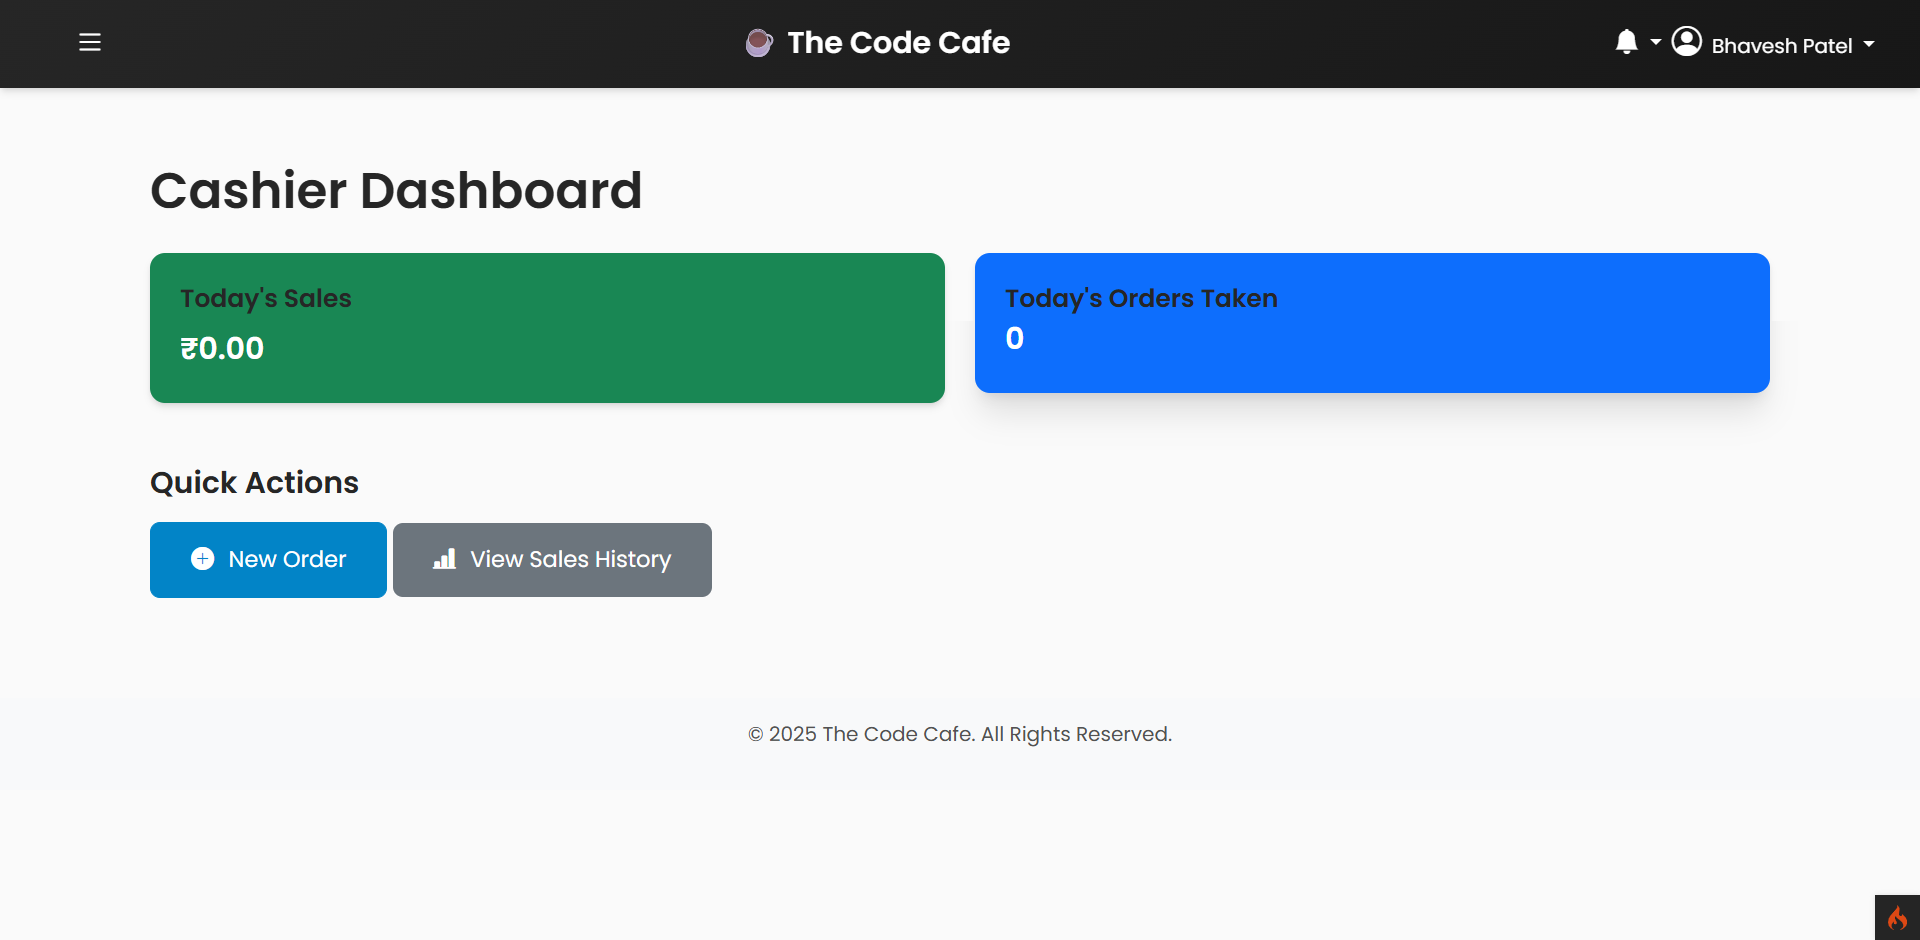 The Code Cafe
Bhavesh Patel
Cashier Dashboard
Today's Sales
₹0.00
Today's Orders Taken
0
Quick Actions
New Order
View Sales History
© 2025 The Code Cafe. All Rights Reserved.